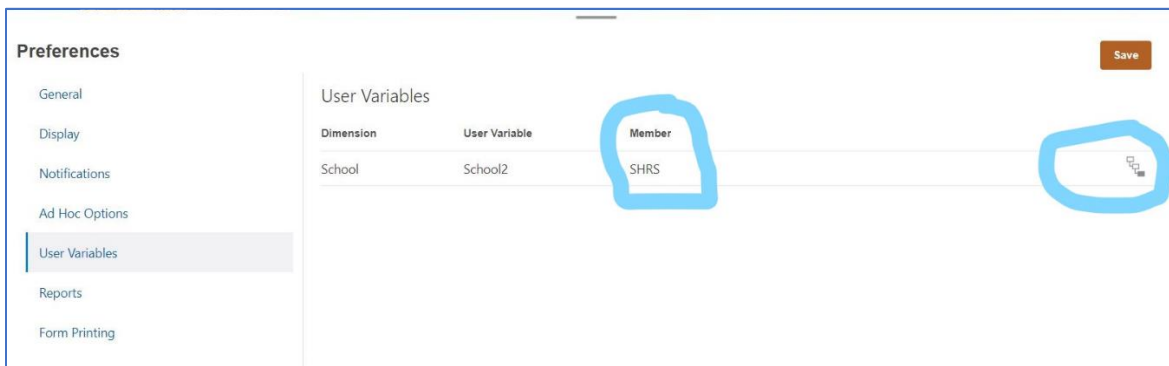 Preferences
Save
General
Display
Notifications
Ad Hoc Options
User Variables
Reports
Form Printing
User Variables
Dimension User Variable Member
School School2 SHRS